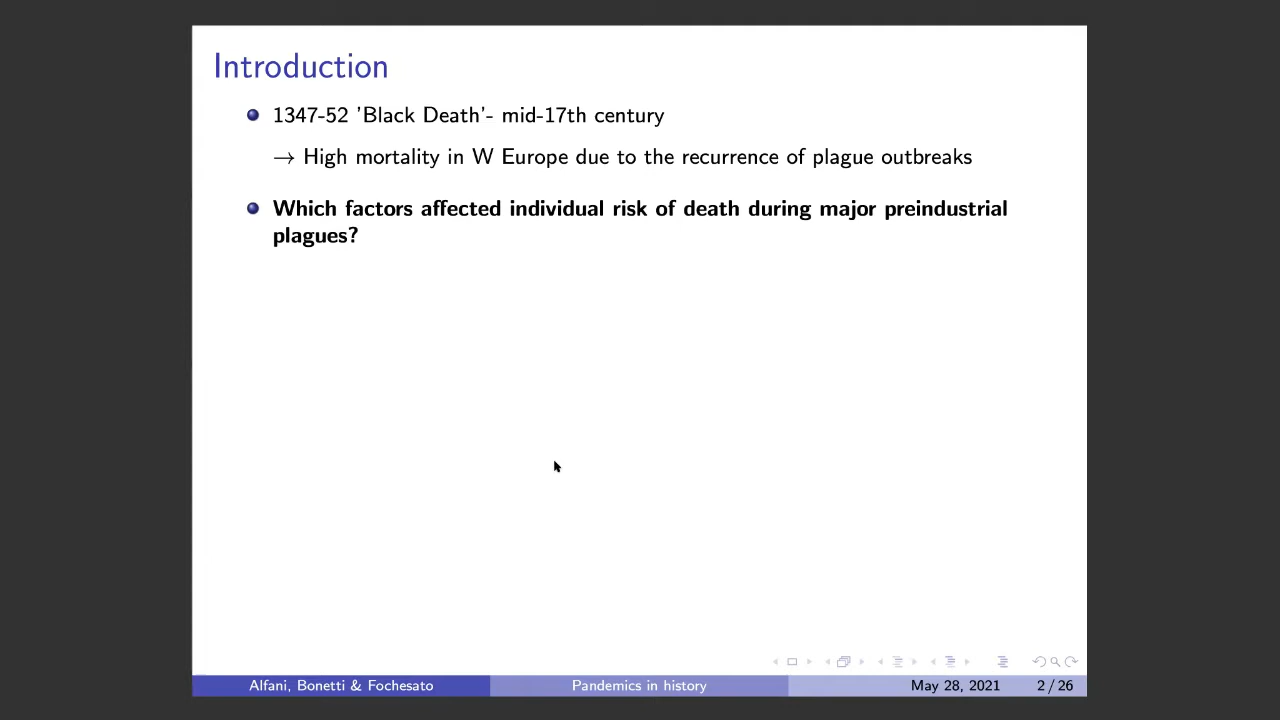 Introduction
1347-52 'Black Death'- mid-17th century
→ High mortality in W Europe due to the recurrence of plague outbreaks
Which factors affected individual risk of death during major preindustrial
plagues?
Alfani, Bonetti & Fochesato
Pandemics in history
May 28, 2021
2 / 26